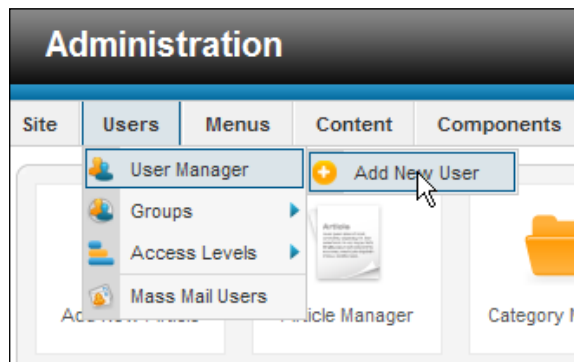 Administration
Site Users Menus Content Components
User Manager
Add New User
Groups
Access Levels
Mass Mail Users
Article
Article Manager
Category